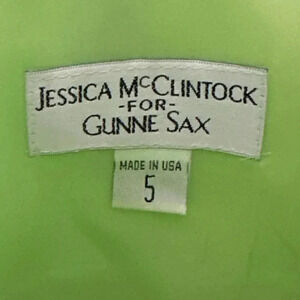 JESSICA McCLINTOCK
-FOR-
GUNNE SAX
MADE IN USA
5